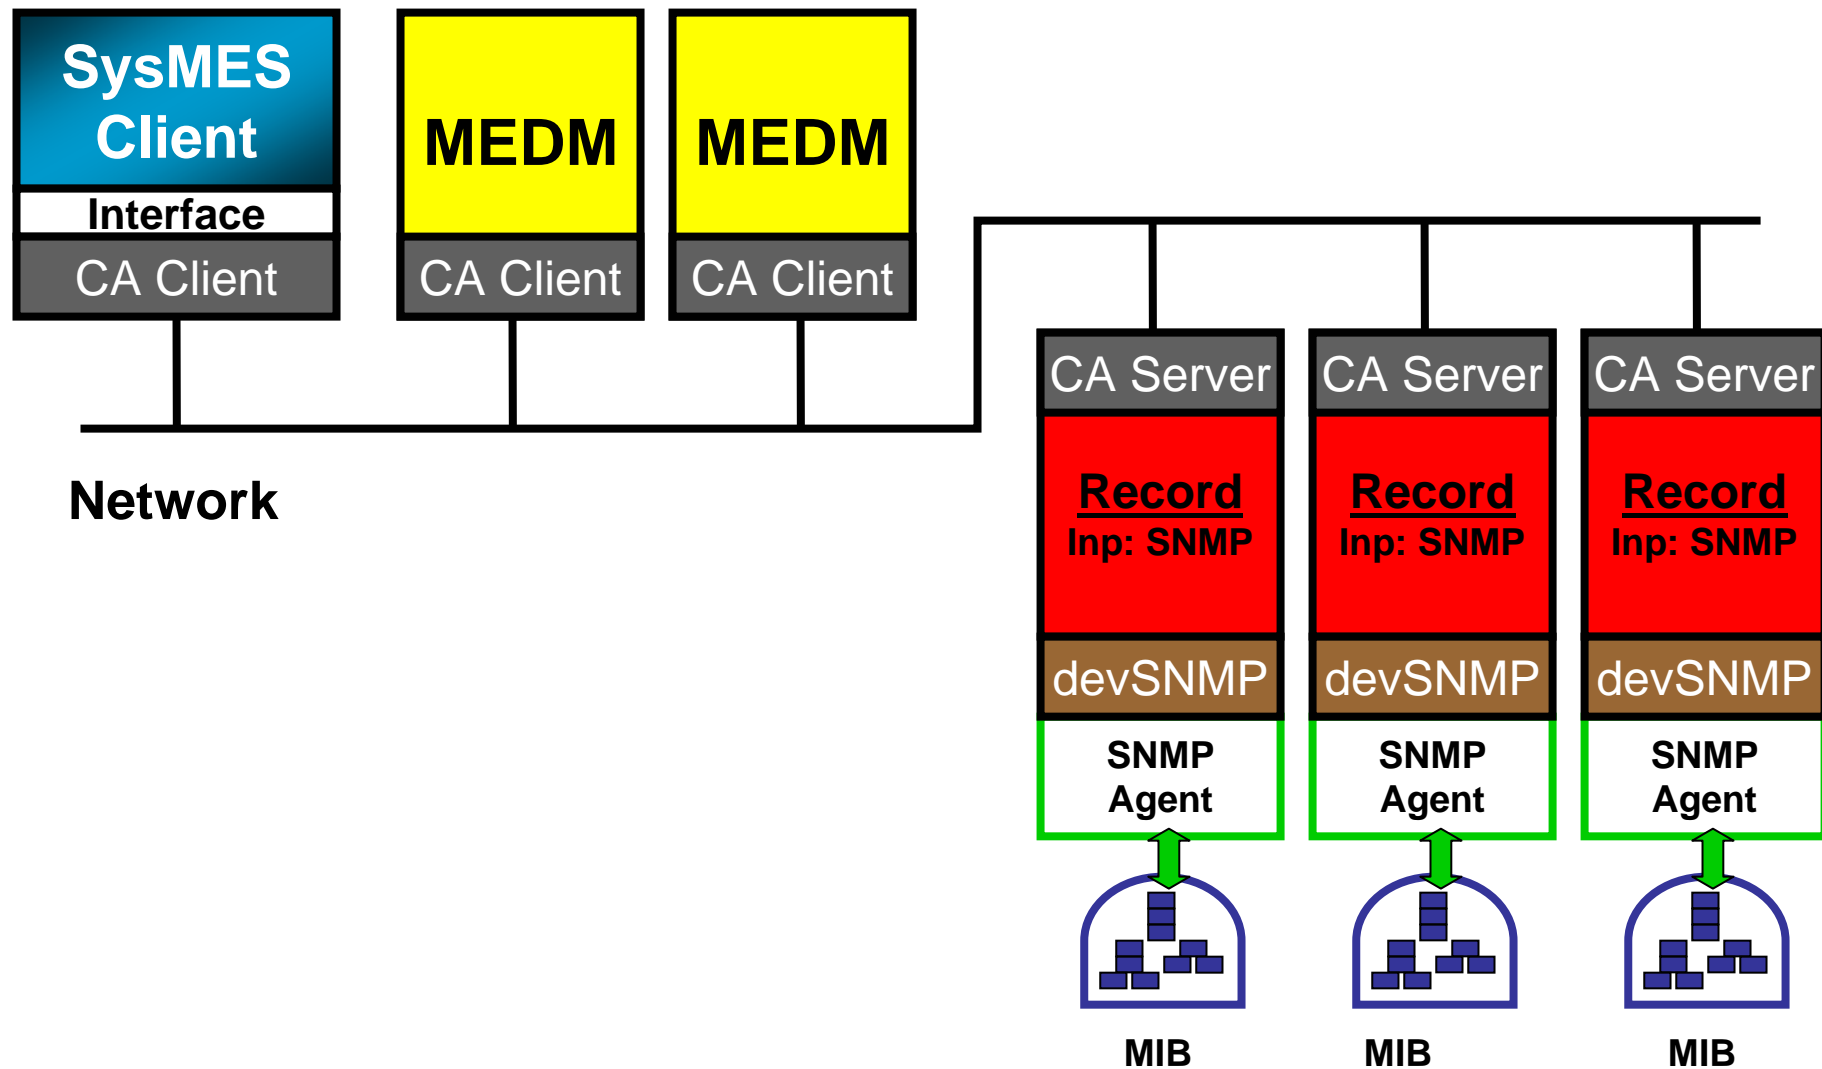 SysMES
Client
Interface
CA Client
MEDM
CA Client
MEDM
CA Client
Network
CA Server
Record
Inp: SNMP
devSNMP
SNMP
Agent
MIB
CA Server
Record
Inp: SNMP
devSNMP
SNMP
Agent
MIB
CA Server
Record
Inp: SNMP
devSNMP
SNMP
Agent
MIB